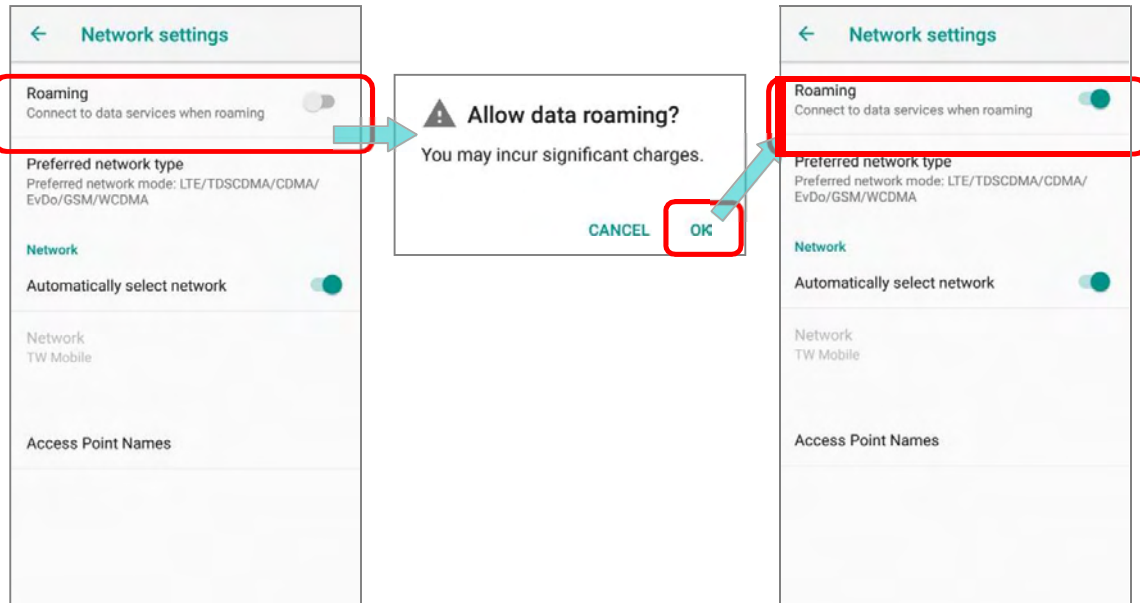 Network settings
Roaming
Connect to data services when roaming
Preferred network type
Preferred network mode: LTE/TDSCDMA/CDMA/
EvDo/GSM/WCDMA
Network
Automatically select network
Network
TW Mobile
Access Point Names
Allow data roaming?
You may incur significant charges.
CANCEL OK
Network settings
Roaming
Connect to data services when roaming
Preferred network type
Preferred network mode: LTE/TDSCDMA/CDMA/
EvDo/GSM/WCDMA
Network
Automatically select network
Network
TW Mobile
Access Point Names